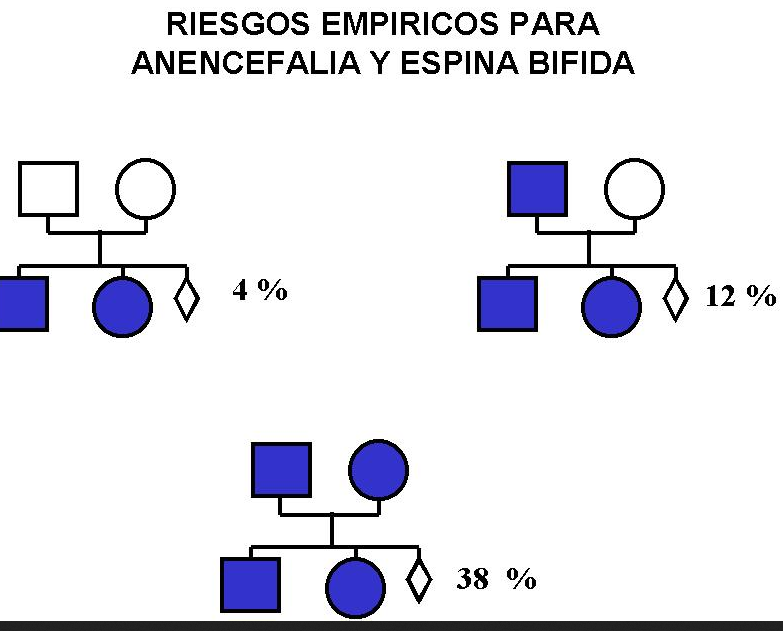 RIESGOS EMPIRICOS PARA
ANENCEFALIA Y ESPINA BIFIDA
4 %
12 %
38 %